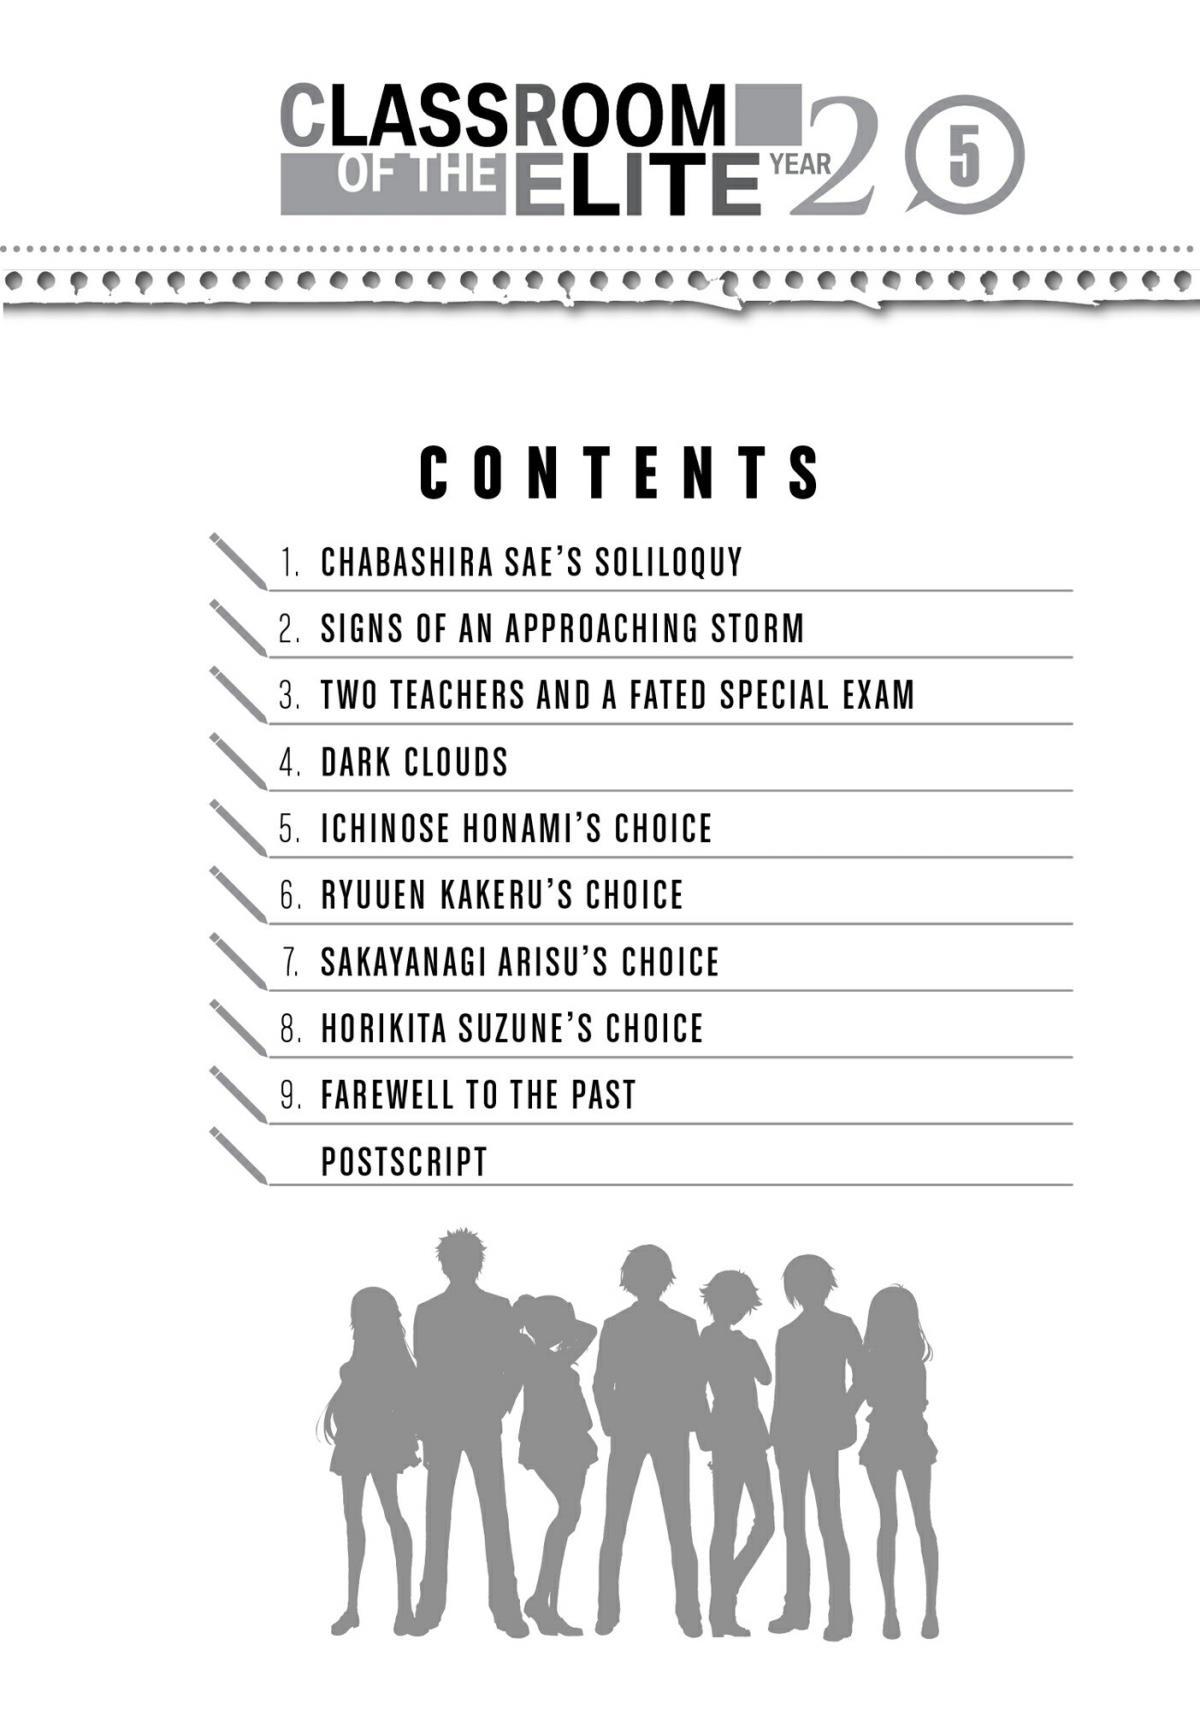 CLASSROOM
OF THE ELITE YEAR 2 5
CONTENTS
1. CHABASHIRA SAE'S SOLILOQUY
2. SIGNS OF AN APPROACHING STORM
3. TWO TEACHERS AND A FATED SPECIAL EXAM
4. DARK CLOUDS
5. ICHINOSE HONAMI'S CHOICE
6. RYUUEN KAKERU'S CHOICE
7. SAKAYANAGI ARISU'S CHOICE
8. HORIKITA SUZUNE'S CHOICE
9. FAREWELL TO THE PAST
POSTSCRIPT